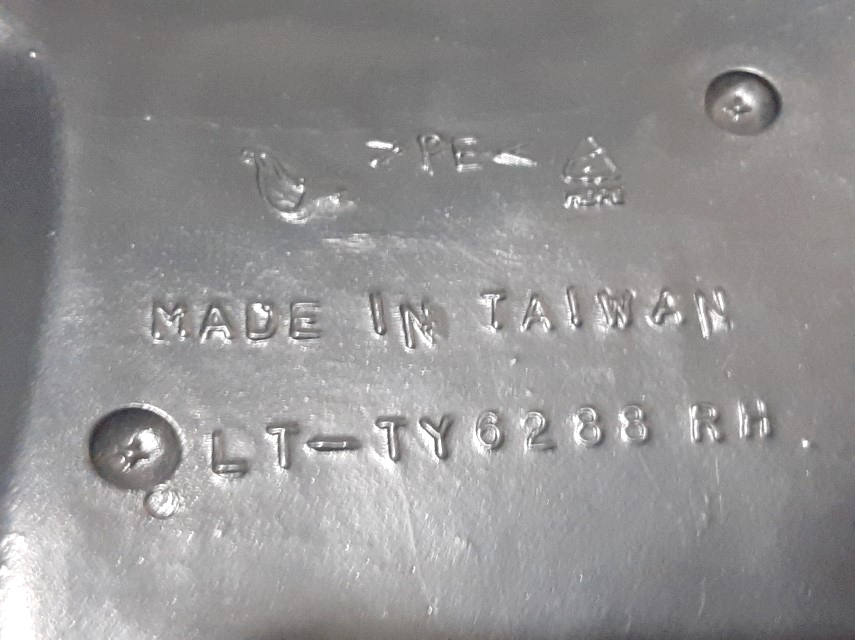 >PE<
MADE IN TAIWAN
LT-TY6288 RH